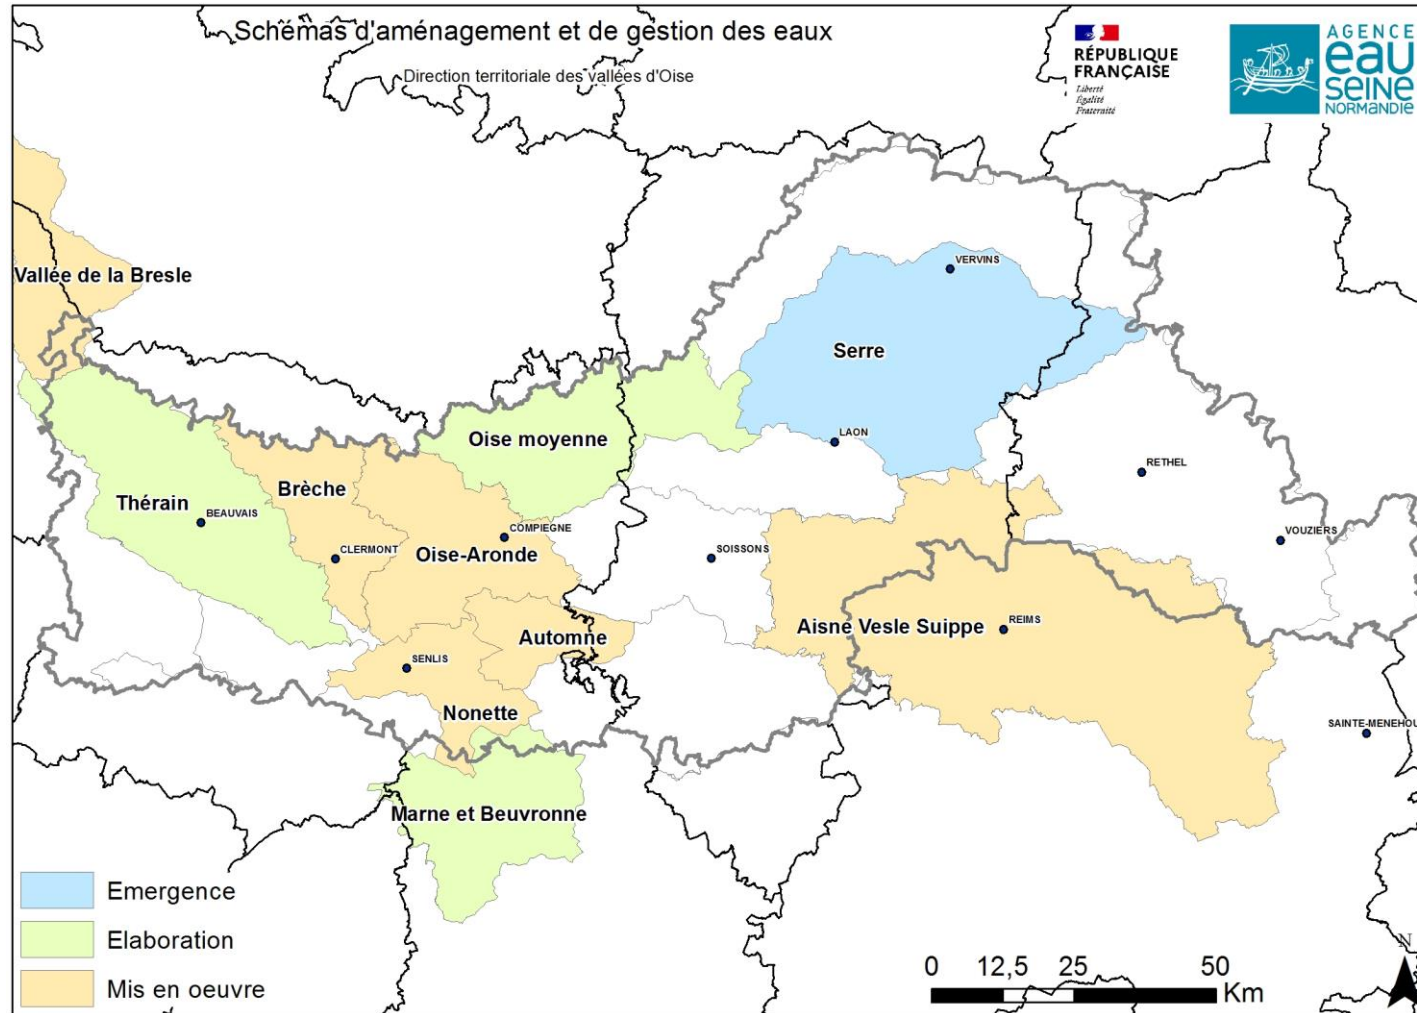 Schémas d'aménagement et de gestion des eaux
Direction territoriale des vallées d'Oise
RÉPUBLIQUE
FRANÇAISE
Liberté
Égalité
Fraternité
AGENCE
eau
SEINE
NORMANDIE
Vallée de la Bresle
VERVINS
Serre
LAON
Oise moyenne
RETHEL
Brèche
Thérain
BEAUVAIS
COMPIEGNE
VOUZIERS
CLERMONT
Oise-Aronde
SOISSONS
Automne
Aisne Vesle Suippe
REIMS
SENLIS
Nonette
SAINTE-MENEHOU
Marne et Beuvronne
Emergence
Elaboration
Mis en oeuvre
0 12,5 25 50
Km
N